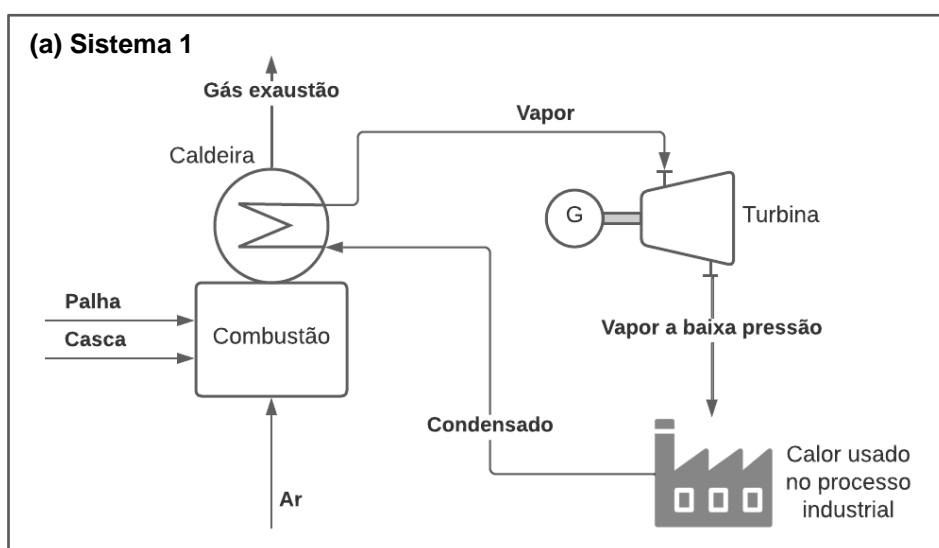 (a) Sistema 1
Gás exaustão
Vapor
Caldeira
G
Turbina
Palha
Casca
Combustão
Vapor a baixa pressão
Condensado
Calor usado
no processo
industrial
Ar